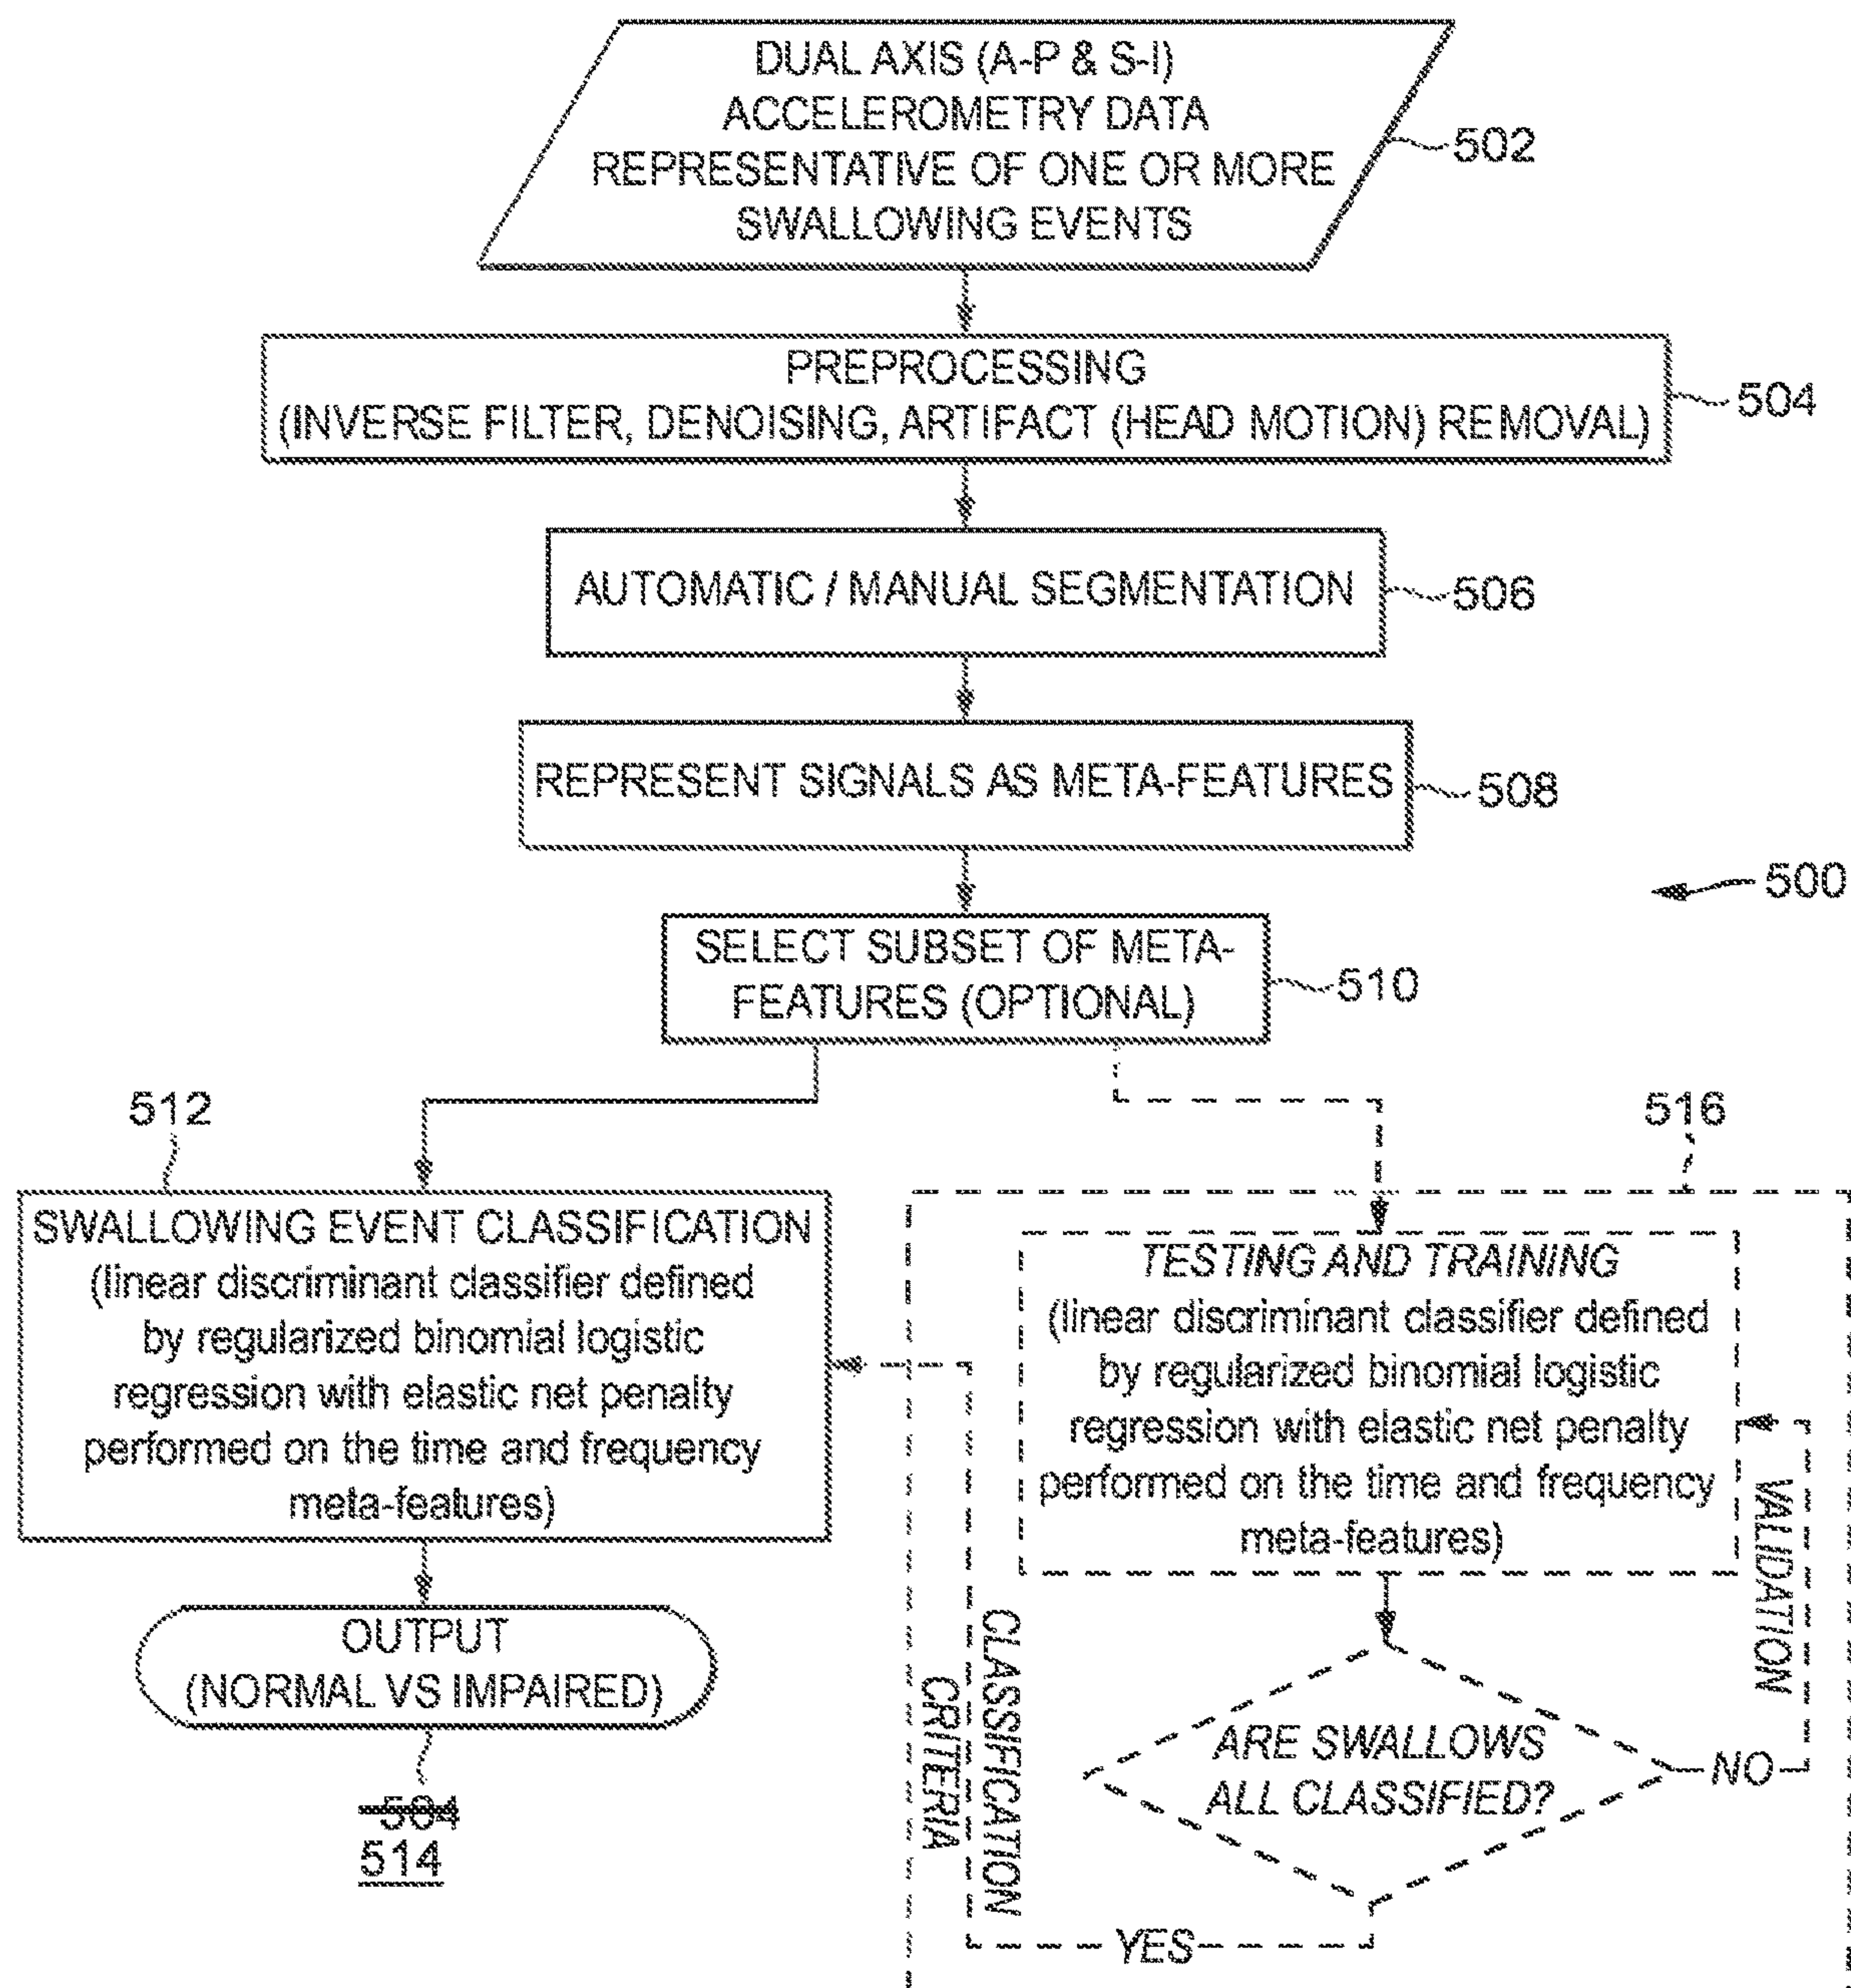 DUAL AXIS (A-P & S-I)
ACCELEROMETRY DATA
REPRESENTATIVE OF ONE OR MORE
SWALLOWING EVENTS
502
PREPROCESSING
(INVERSE FILTER, DENOISING, ARTIFACT (HEAD MOTION) REMOVAL)
504
AUTOMATIC / MANUAL SEGMENTATION
506
REPRESENT SIGNALS AS META-FEATURES
508
500
SELECT SUBSET OF META-
FEATURES (OPTIONAL)
510
512
SWALLOWING EVENT CLASSIFICATION
(linear discriminant classifier defined
by regularized binomial logistic
regression with elastic net penalty
performed on the time and frequency
meta-features)
OUTPUT
(NORMAL VS IMPAIRED)
504
514
516
TESTING AND TRAINING
(linear discriminant classifier defined
by regularized binomial logistic
regression with elastic net penalty
performed on the time and frequency
meta-features)
VALIDATION
ARE SWALLOWS
ALL CLASSIFIED?
NO
YES
CLASSIFICATION
CRITERIA